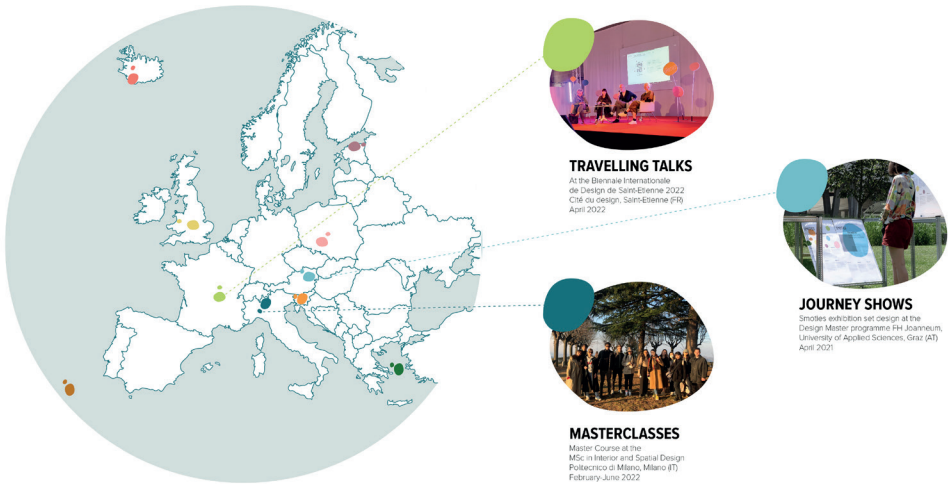 TRAVELLING TALKS
At the Biennale Internationale
de Design de Saint-Etienne 2022
Cité du design, Saint-Etienne (FR)
April 2022
JOURNEY SHOWS
Smoties exhibition set design at the
Design Master programme FH Joanneum,
University of Applied Sciences, Graz (AT)
April 2021
MASTERCLASSES
Master Course at the
MSc in Interior and Spatial Design
Politecnico di Milano, Milano (IT)
February-June 2022